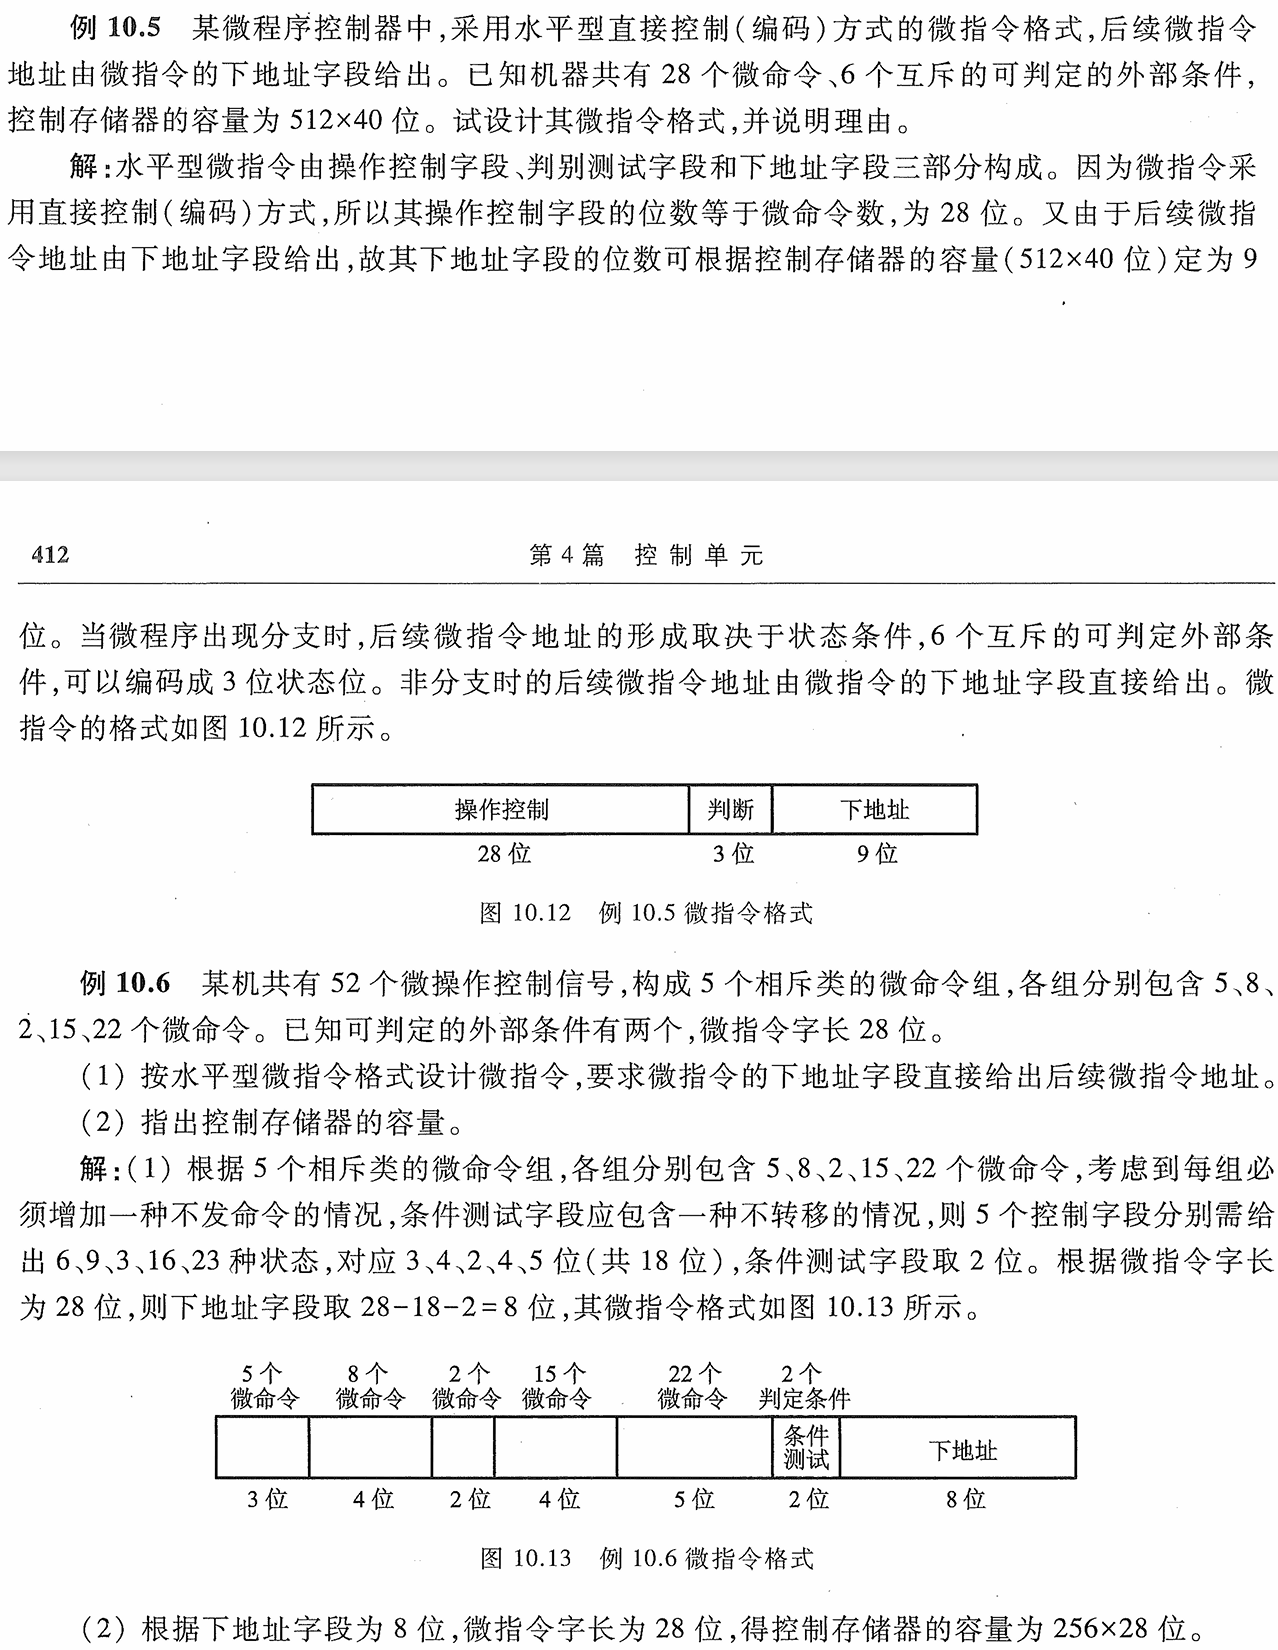 例 10.5 某微程序控制器中,采用水平型直接控制(编码)方式的微指令格式,后续微指令
地址由微指令的下地址字段给出。已知机器共有 28 个微命令、6 个互斥的可判定的外部条件,
控制存储器的容量为 512×40 位。试设计其微指令格式,并说明理由。
解:水平型微指令由操作控制字段、判别测试字段和下地址字段三部分构成。因为微指令采
用直接控制(编码)方式,所以其操作控制字段的位数等于微命令数,为 28 位。又由于后续微指
令地址由下地址字段给出,故其下地址字段的位数可根据控制存储器的容量(512×40 位)定为 9
412 第 4 篇 控制单元
位。当微程序出现分支时,后续微指令地址的形成取决于状态条件,6 个互斥的可判定外部条
件,可以编码成 3 位状态位。非分支时的后续微指令地址由微指令的下地址字段直接给出。微
指令的格式如图 10.12 所示。
操作控制 判断 下地址
28 位 3 位 9 位
图 10.12 例 10.5 微指令格式
例 10.6 某机共有 52 个微操作控制信号,构成 5 个相斥类的微命令组,各组分别包含 5、8、
2、15、22 个微命令。已知可判定的外部条件有两个,微指令字长 28 位。
(1) 按水平型微指令格式设计微指令,要求微指令的下地址字段直接给出后续微指令地址。
(2) 指出控制存储器的容量。
解:(1) 根据 5 个相斥类的微命令组,各组分别包含 5、8、2、15、22 个微命令,考虑到每组必
须增加一种不发命令的情况,条件测试字段应包含一种不转移的情况,则 5 个控制字段分别需给
出 6、9、3、16、23 种状态,对应 3、4、2、4、5 位(共 18 位),条件测试字段取 2 位。根据微指令字长
为 28 位,则下地址字段取 28-18-2=8 位,其微指令格式如图 10.13 所示。
5 个 8 个 2 个 15 个 22 个 2 个
微命令 微命令 微命令 微命令 微命令 判定条件
条件
测试
下地址
3 位 4 位 2 位 4 位 5 位 2 位 8 位
图 10.13 例 10.6 微指令格式
(2) 根据下地址字段为 8 位,微指令字长为 28 位,得控制存储器的容量为 256×28 位。